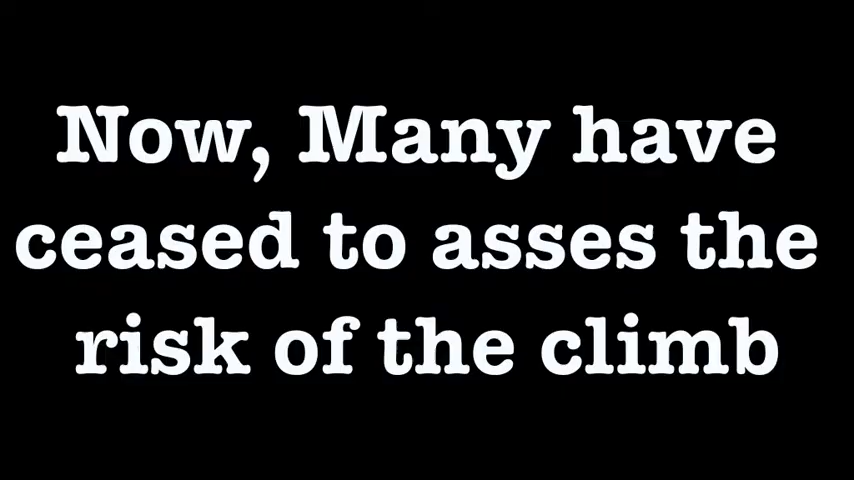 Now, Many have
ceased to asses the
risk of the climb